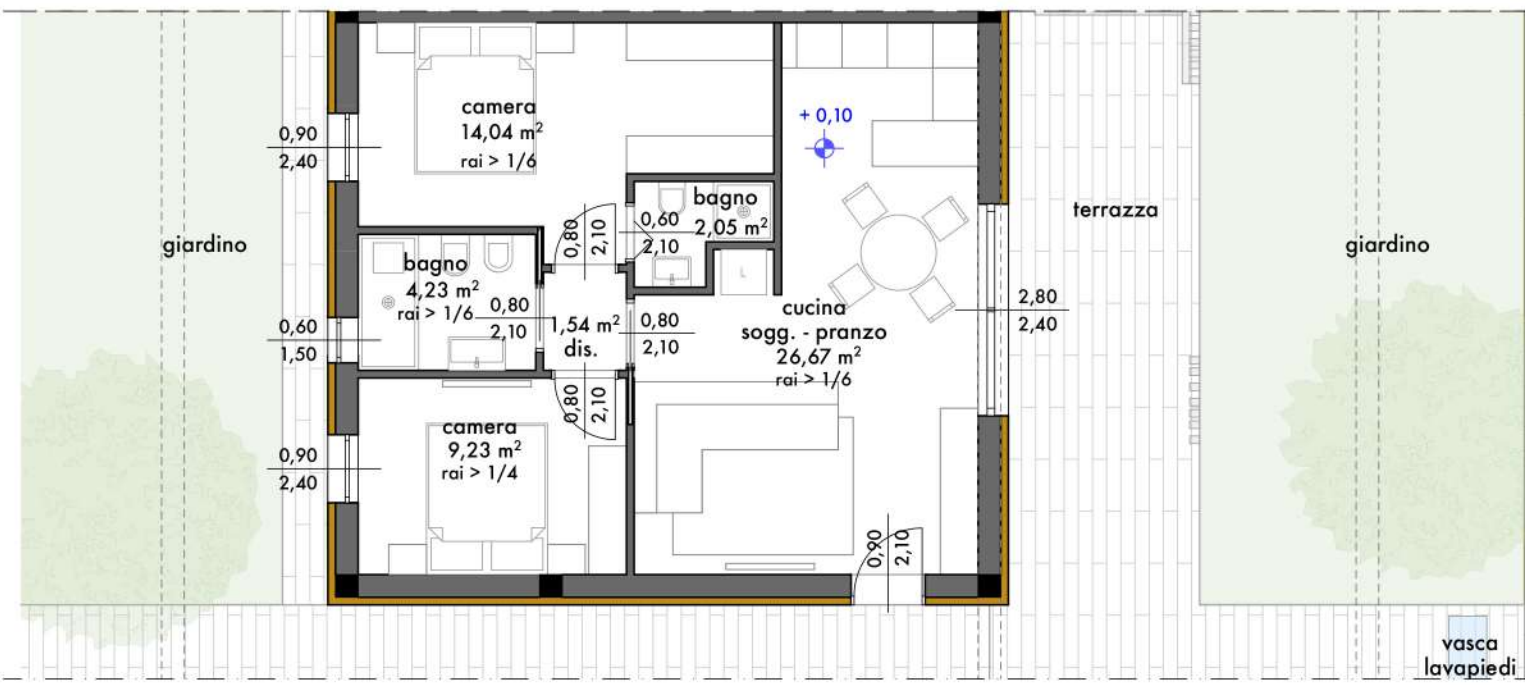 camera
14,04 m²
rai > 1/6
0,90
2,40
+ 0,10
bagno
2,05 m²
0,60
2,10
0,80
2,10
terrazza
giardino
giardino
bagno
4,23 m²
rai > 1/6
0,80
2,10
0,60
1,50
1,54 m²
dis.
0,80
2,10
L
cucina
sogg. - pranzo
26,67 m²
rai > 1/6
2,80
2,40
0,80
2,10
camera
9,23 m²
rai > 1/4
0,90
2,40
0,90
2,10
vasca
lavapiedi